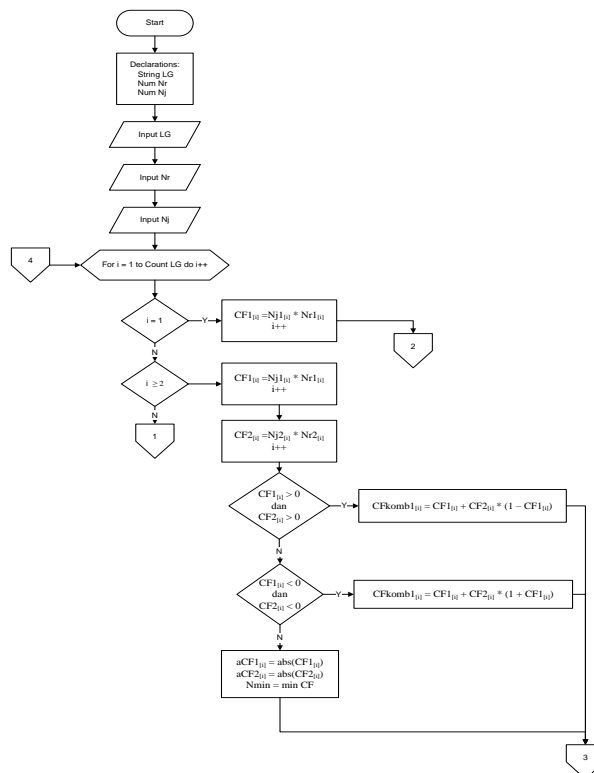 Start
Declarations:
String LG
Num Nr
Num Nj
Input LG
Input Nr
Input Nj
4
For i = 1 to Count LG do i++
i = 1
Y
CF1[i] =Nj1[i] * Nr1[i]
i++
2
N
i ≥ 2
CF1[i] =Nj1[i] * Nr1[i]
i++
N
1
CF2[i] =Nj2[i] * Nr2[i]
i++
CF1[i] > 0
dan
CF2[i] > 0
Y
CFkomb1[i] = CF1[i] + CF2[i] * (1 – CF1[i])
N
CF1[i] < 0
dan
CF2[i] < 0
Y
CFkomb1[i] = CF1[i] + CF2[i] * (1 + CF1[i])
N
aCF1[i] = abs(CF1[i])
aCF2[i] = abs(CF2[i])
Nmin = min CF
3